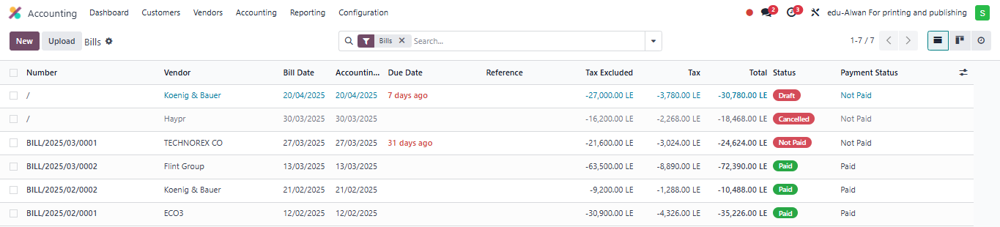 Accounting Dashboard Customers Vendors Accounting Reporting Configuration 2 3 edu-Alwan For printing and publishing S
New Upload Bills Bills Search... 1-7 / 7
Number Vendor Bill Date Accountin... Due Date Reference Tax Excluded Tax Total Status Payment Status
/ Koenig & Bauer 20/04/2025 20/04/2025 7 days ago -27,000.00 LE -3,780.00 LE -30,780.00 LE Draft Not Paid
/ Haypr 30/03/2025 30/03/2025 -16,200.00 LE -2,268.00 LE -18,468.00 LE Cancelled Not Paid
BILL/2025/03/0001 TECHNOREX CO 27/03/2025 27/03/2025 31 days ago -21,600.00 LE -3,024.00 LE -24,624.00 LE Not Paid Not Paid
BILL/2025/03/0002 Flint Group 13/03/2025 13/03/2025 -63,500.00 LE -8,890.00 LE -72,390.00 LE Paid Paid
BILL/2025/02/0002 Koenig & Bauer 21/02/2025 21/02/2025 -9,200.00 LE -1,288.00 LE -10,488.00 LE Paid Paid
BILL/2025/02/0001 ECO3 12/02/2025 12/02/2025 -30,900.00 LE -4,326.00 LE -35,226.00 LE Paid Paid